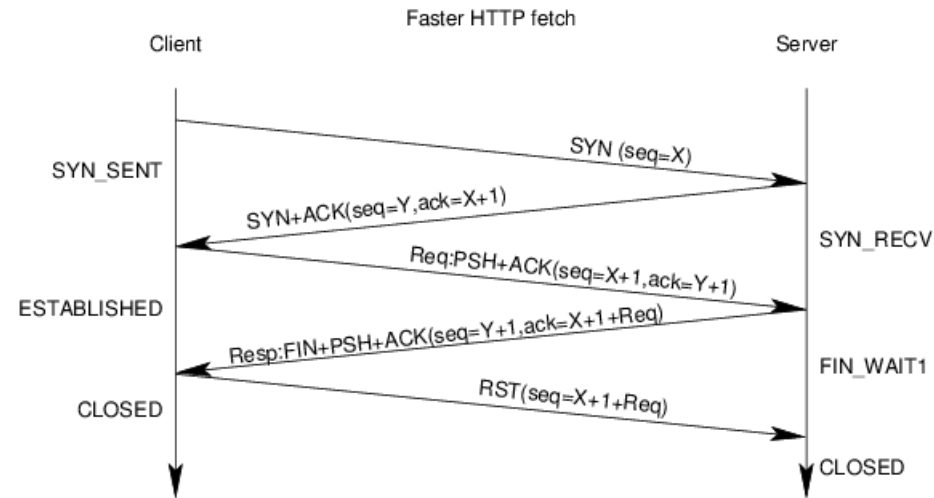 Faster HTTP fetch
Client
Server
SYN (seq=X)
SYN_SENT
SYN+ACK(seq=Y,ack=X+1)
SYN_RECV
Req:PSH+ACK(seq=X+1,ack=Y+1)
ESTABLISHED
Resp:FIN+PSH+ACK(seq=Y+1,ack=X+1+Req)
FIN_WAIT1
RST(seq=X+1+Req)
CLOSED
CLOSED